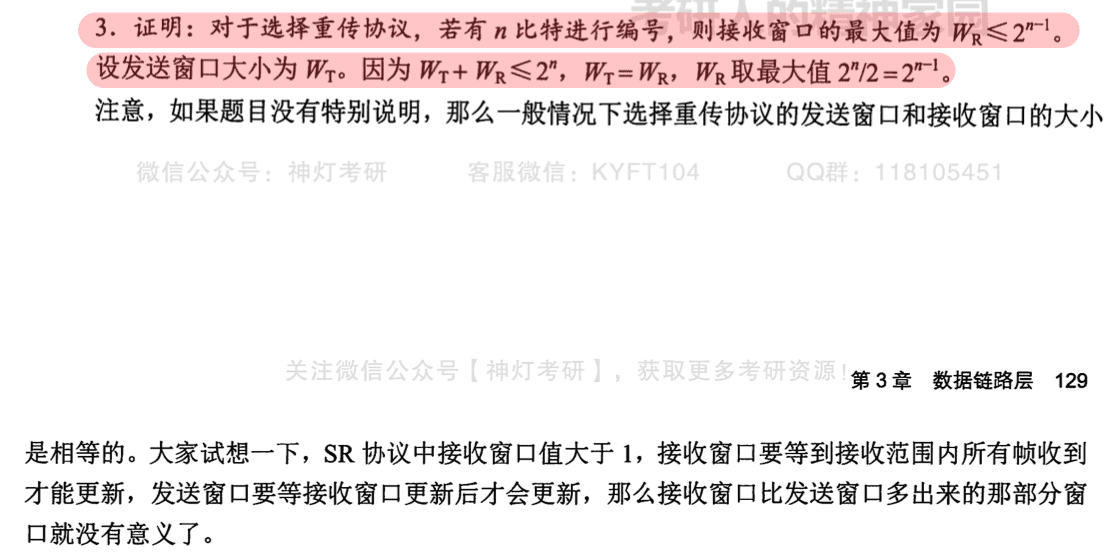 考研人的精神家园
3．证明：对于选择重传协议，若有 n 比特进行编号，则接收窗口的最大值为 W_R≤2^{n-1}。
设发送窗口大小为 W_T。因为 W_T+W_R≤2^n，W_T=W_R，W_R 取最大值 2^n/2=2^{n-1}。
注意，如果题目没有特别说明，那么一般情况下选择重传协议的发送窗口和接收窗口的大小
微信公众号：神灯考研 客服微信：KYFT104 QQ群：118105451
关注微信公众号【神灯考研】，获取更多考研资源！
第 3 章 数据链路层 129
是相等的。大家试想一下，SR 协议中接收窗口值大于 1，接收窗口要等到接收范围内所有帧收到
才能更新，发送窗口要等接收窗口更新后才会更新，那么接收窗口比发送窗口多出来的那部分窗
口就没有意义了。